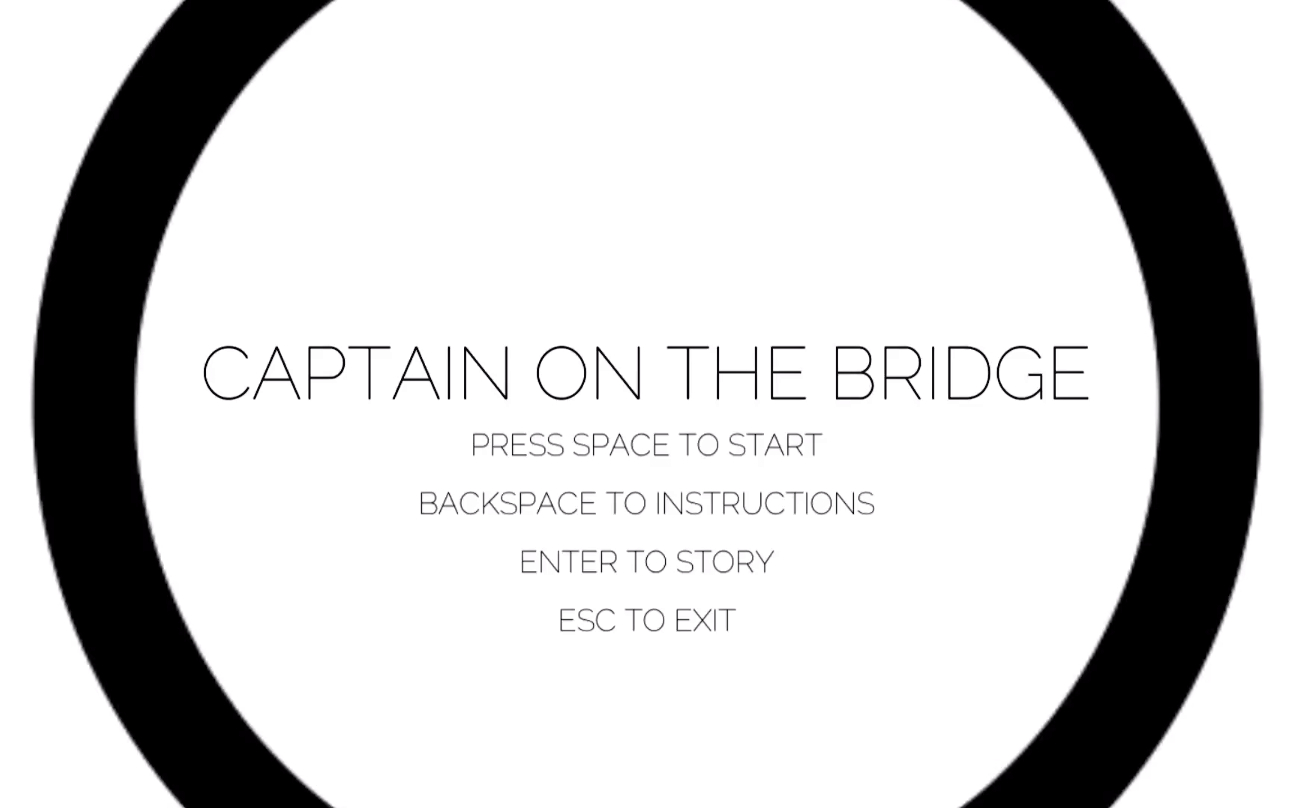 CAPTAIN ON THE BRIDGE
PRESS SPACE TO START
BACKSPACE TO INSTRUCTIONS
ENTER TO STORY
ESC TO EXIT